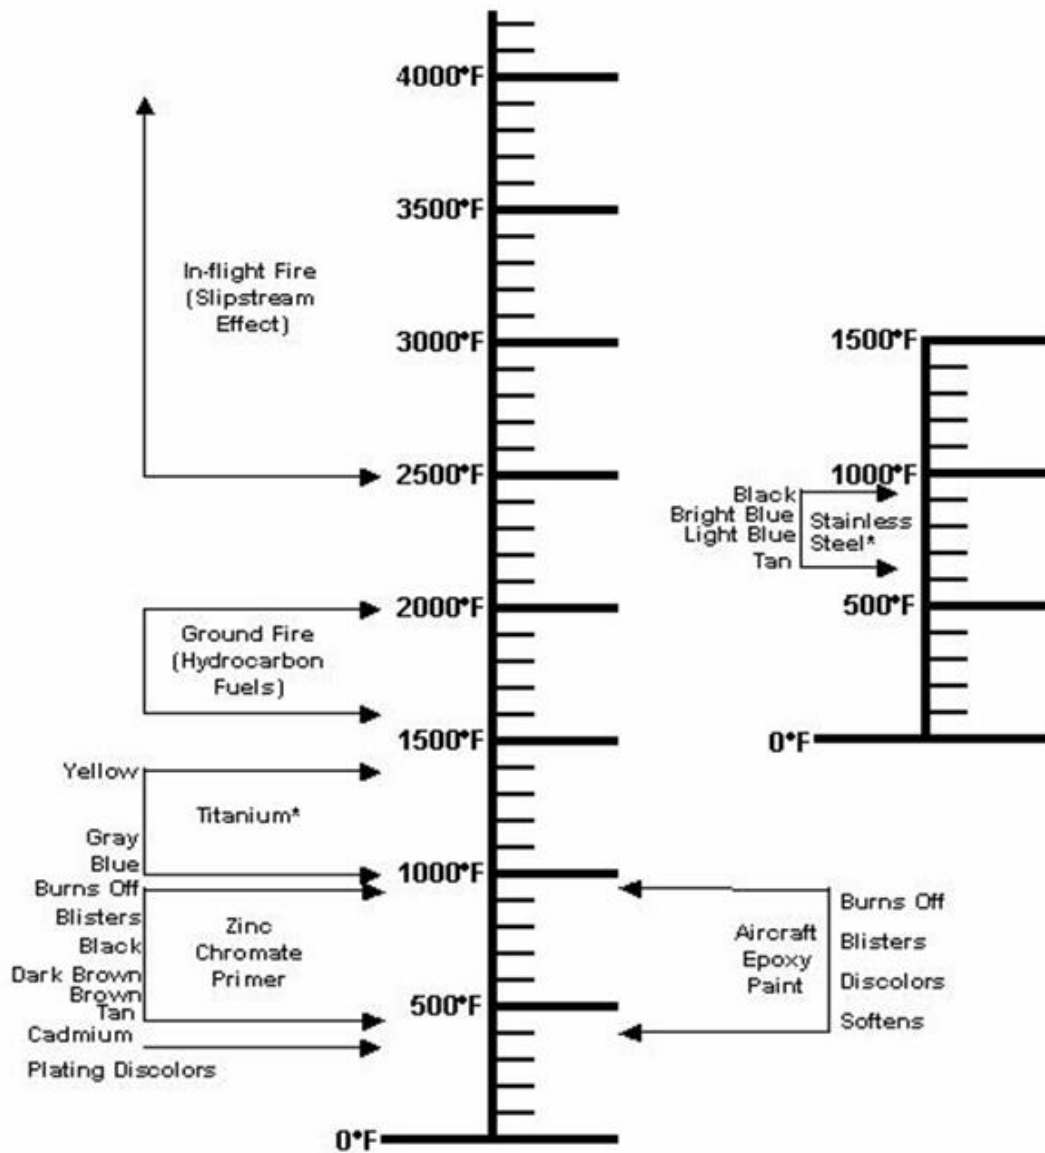 4000°F
3500°F
In-flight Fire
(Slipstream
Effect)
3000°F
2500°F
2000°F
Ground Fire
(Hydrocarbon
Fuels)
1500°F
Yellow
Titanium*
Gray
Blue
1000°F
Burns Off
Blisters
Black
Dark Brown
Brown
Tan
Zinc
Chromate
Primer
500°F
Cadmium
Plating Discolors
0°F
Aircraft
Epoxy
Paint
Burns Off
Blisters
Discolors
Softens
1500°F
1000°F
Black
Bright Blue
Light Blue
Tan
Stainless
Steel*
500°F
0°F